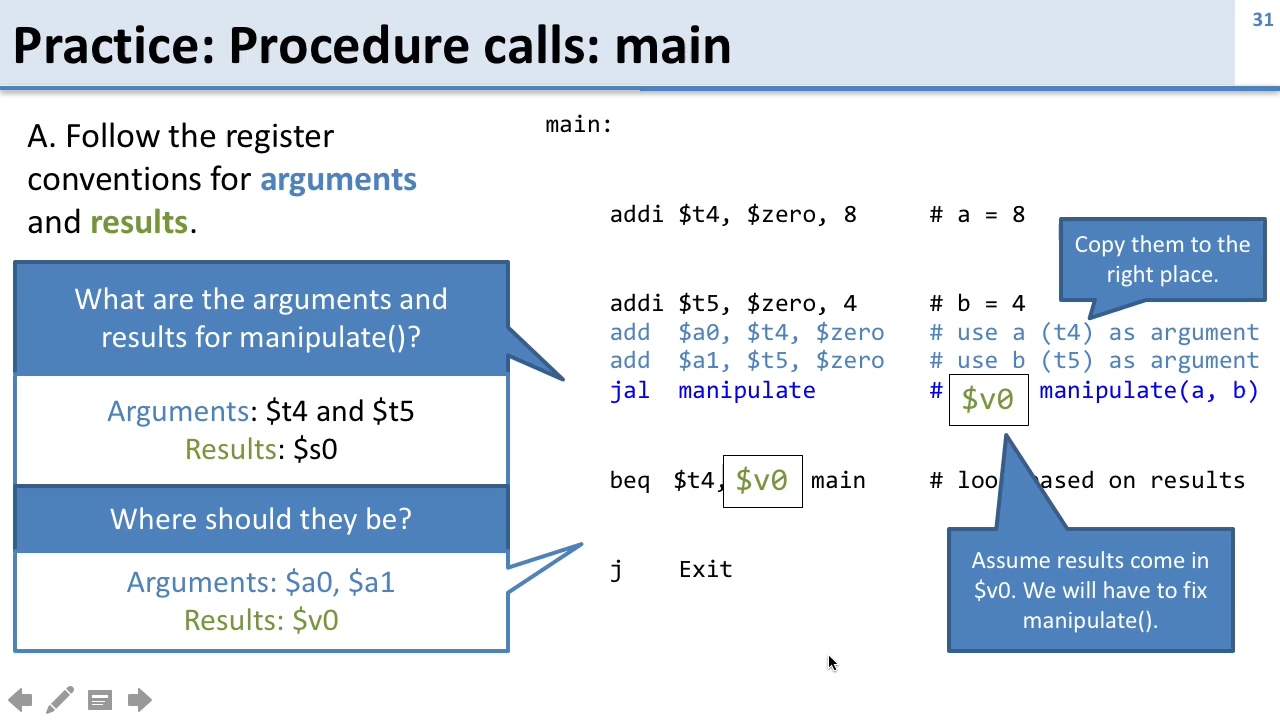 Practice: Procedure calls: main
31
A. Follow the register
conventions for arguments
and results.
What are the arguments and
results for manipulate()?
Arguments: $t4 and $t5
Results: $s0
Where should they be?
Arguments: $a0, $a1
Results: $v0
main:
addi $t4, $zero, 8 # a = 8
Copy them to the
right place.
addi $t5, $zero, 4 # b = 4
add $a0, $t4, $zero # use a (t4) as argument
add $a1, $t5, $zero # use b (t5) as argument
jal manipulate # $v0 manipulate(a, b)
beq $t4, $v0 main # loo ased on results
j Exit
Assume results come in
$v0. We will have to fix
manipulate().